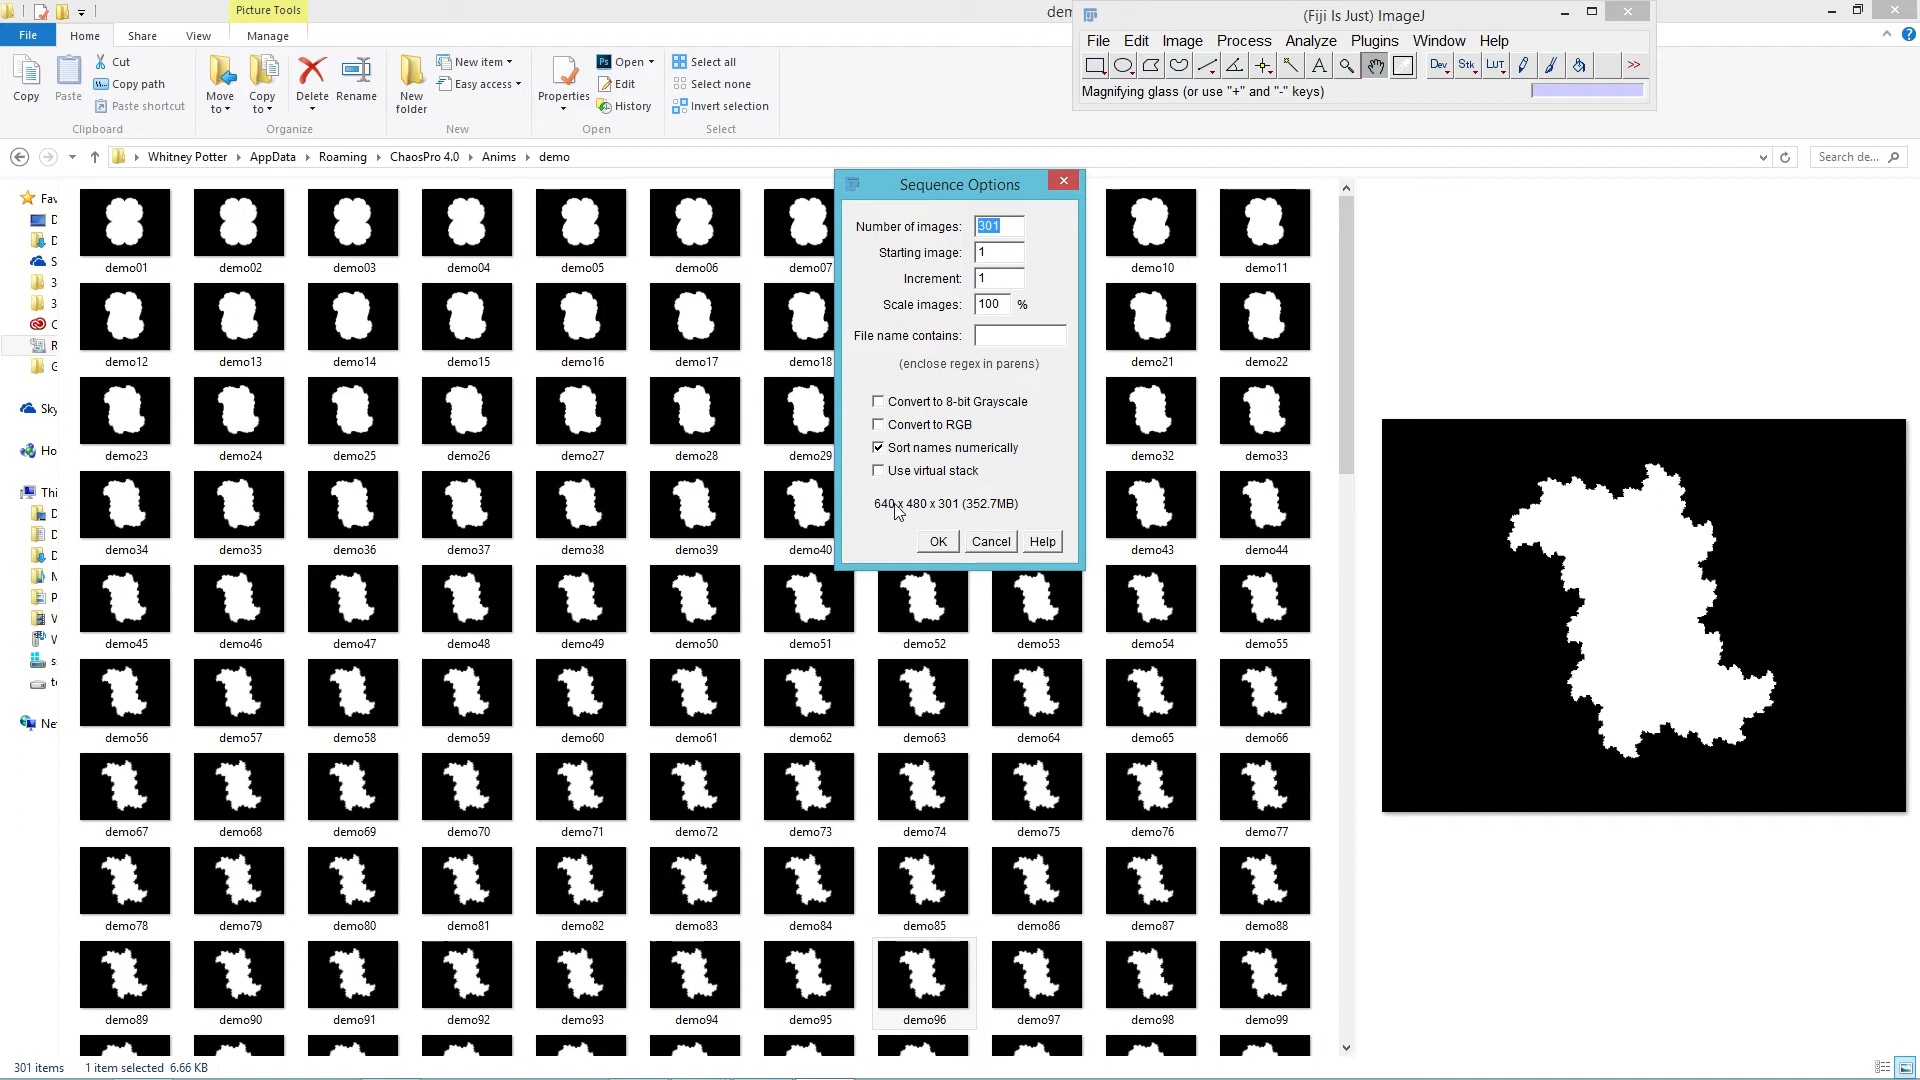 Picture Tools
dem
(Fiji Is Just) ImageJ
File
Home
Share
View
Manage
File Edit Image Process Analyze Plugins Window Help
Copy
Paste
Cut
Copy path
Paste shortcut
Clipboard
Move to
Copy to
Delete
Rename
Organize
New folder
New item
Easy access
New
Properties
Ps Open
Edit
History
Open
Select all
Select none
Invert selection
Select
Dev Stk LUT >>
Magnifying glass (or use "+" and "-" keys)
Whitney Potter
AppData
Roaming
ChaosPro 4.0
Anims
demo
Search de...
Fav
D
D
S
3
3
C
R
G
Sky
Ho
Thi
D
D
D
M
P
V
W
s
t
Net
Sequence Options
Number of images: 301
Starting image: 1
Increment: 1
Scale images: 100 %
File name contains:
(enclose regex in parens)
Convert to 8-bit Grayscale
Convert to RGB
Sort names numerically
Use virtual stack
640 x 480 x 301 (352.7MB)
OK Cancel Help
demo01 demo02 demo03 demo04 demo05 demo06 demo07 demo10 demo11
demo12 demo13 demo14 demo15 demo16 demo17 demo18 demo21 demo22
demo23 demo24 demo25 demo26 demo27 demo28 demo29 demo32 demo33
demo34 demo35 demo36 demo37 demo38 demo39 demo40 demo43 demo44
demo45 demo46 demo47 demo48 demo49 demo50 demo51 demo52 demo53 demo54 demo55
demo56 demo57 demo58 demo59 demo60 demo61 demo62 demo63 demo64 demo65 demo66
demo67 demo68 demo69 demo70 demo71 demo72 demo73 demo74 demo75 demo76 demo77
demo78 demo79 demo80 demo81 demo82 demo83 demo84 demo85 demo86 demo87 demo88
demo89 demo90 demo91 demo92 demo93 demo94 demo95 demo96 demo97 demo98 demo99
301 items
1 item selected 6.66 KB